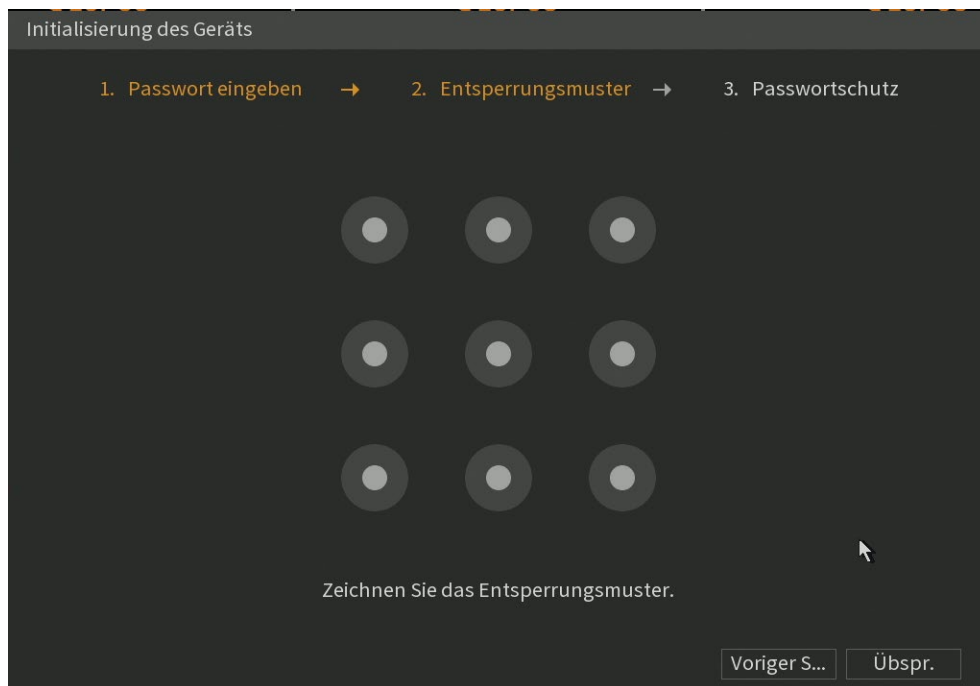 Initialisierung des Geräts
1. Passwort eingeben → 2. Entsperrungsmuster → 3. Passwortschutz
Zeichnen Sie das Entsperrungsmuster.
Voriger S... Übspr.